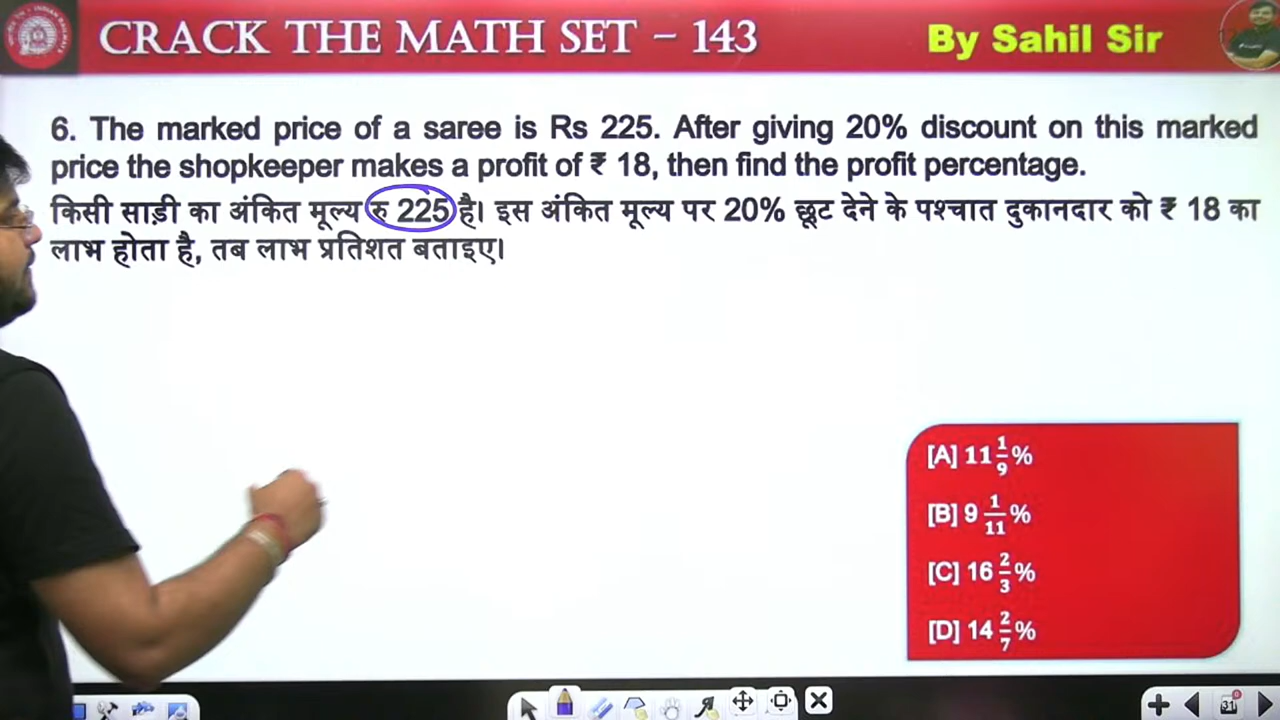 CRACK THE MATH SET – 143
By Sahil Sir
6. The marked price of a saree is Rs 225. After giving 20% discount on this marked
price the shopkeeper makes a profit of ₹ 18, then find the profit percentage.
किसी साड़ी का अंकित मूल्य रु 225 है। इस अंकित मूल्य पर 20% छूट देने के पश्चात दुकानदार को ₹ 18 का
लाभ होता है, तब लाभ प्रतिशत बताइए।
[A] 11 1/9 %
[B] 9 1/11 %
[C] 16 2/3 %
[D] 14 2/7 %
31
0